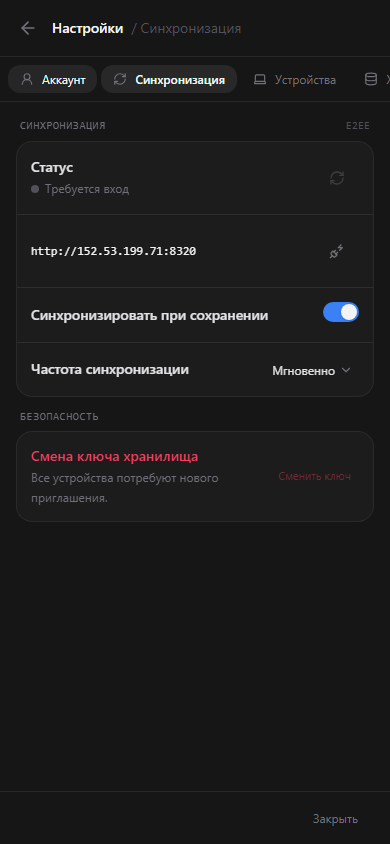 Настройки / Синхронизация
Аккаунт Синхронизация Устройства
СИНХРОНИЗАЦИЯ E2EE
Статус
Требуется вход
http://152.53.199.71:8320
Синхронизировать при сохранении
Частота синхронизации Мгновенно
БЕЗОПАСНОСТЬ
Смена ключа хранилища
Все устройства потребуют нового
приглашения.
Сменить ключ
Закрыть